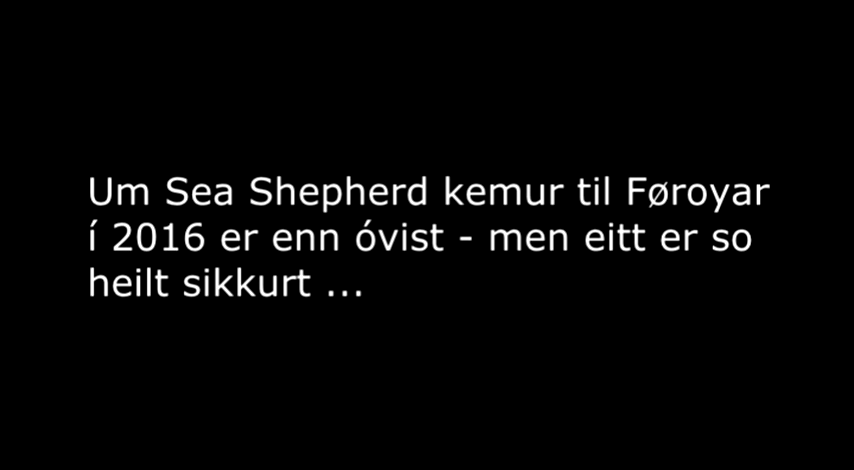 Um Sea Shepherd kemur til Føroyar
í 2016 er enn óvist - men eitt er so
heilt sikkurt ...